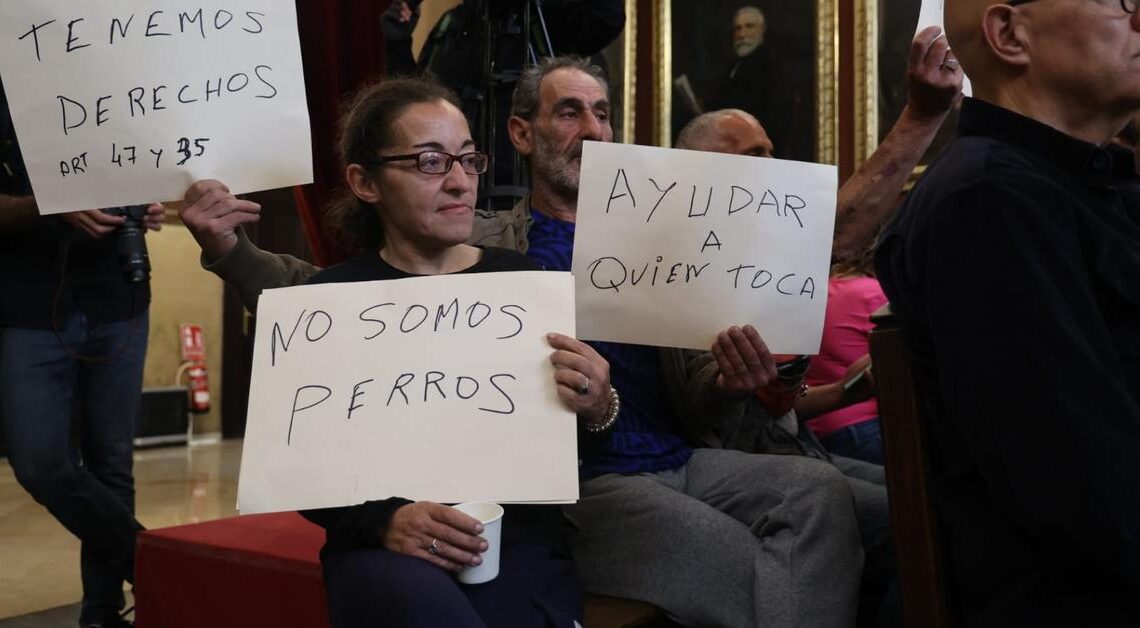 TENEMOS
DERECHOS
ART 47 Y 35
NO SOMOS
PERROS
AYUDAR
A
QUIEN TOCA